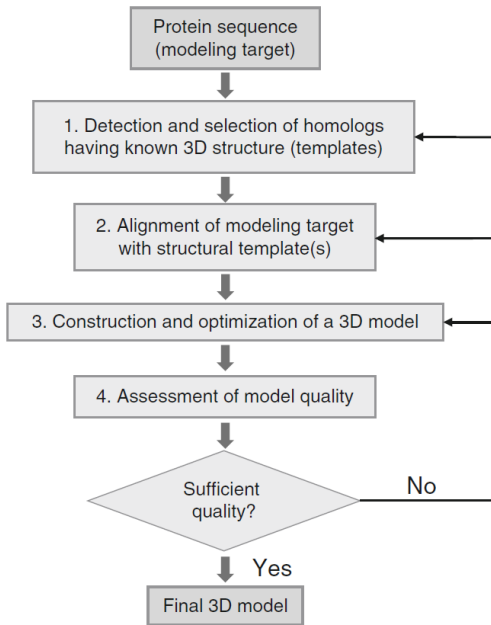 Protein sequence
(modeling target)
1. Detection and selection of homologs
having known 3D structure (templates)
2. Alignment of modeling target
with structural template(s)
3. Construction and optimization of a 3D model
4. Assessment of model quality
Sufficient
quality?
No
Yes
Final 3D model